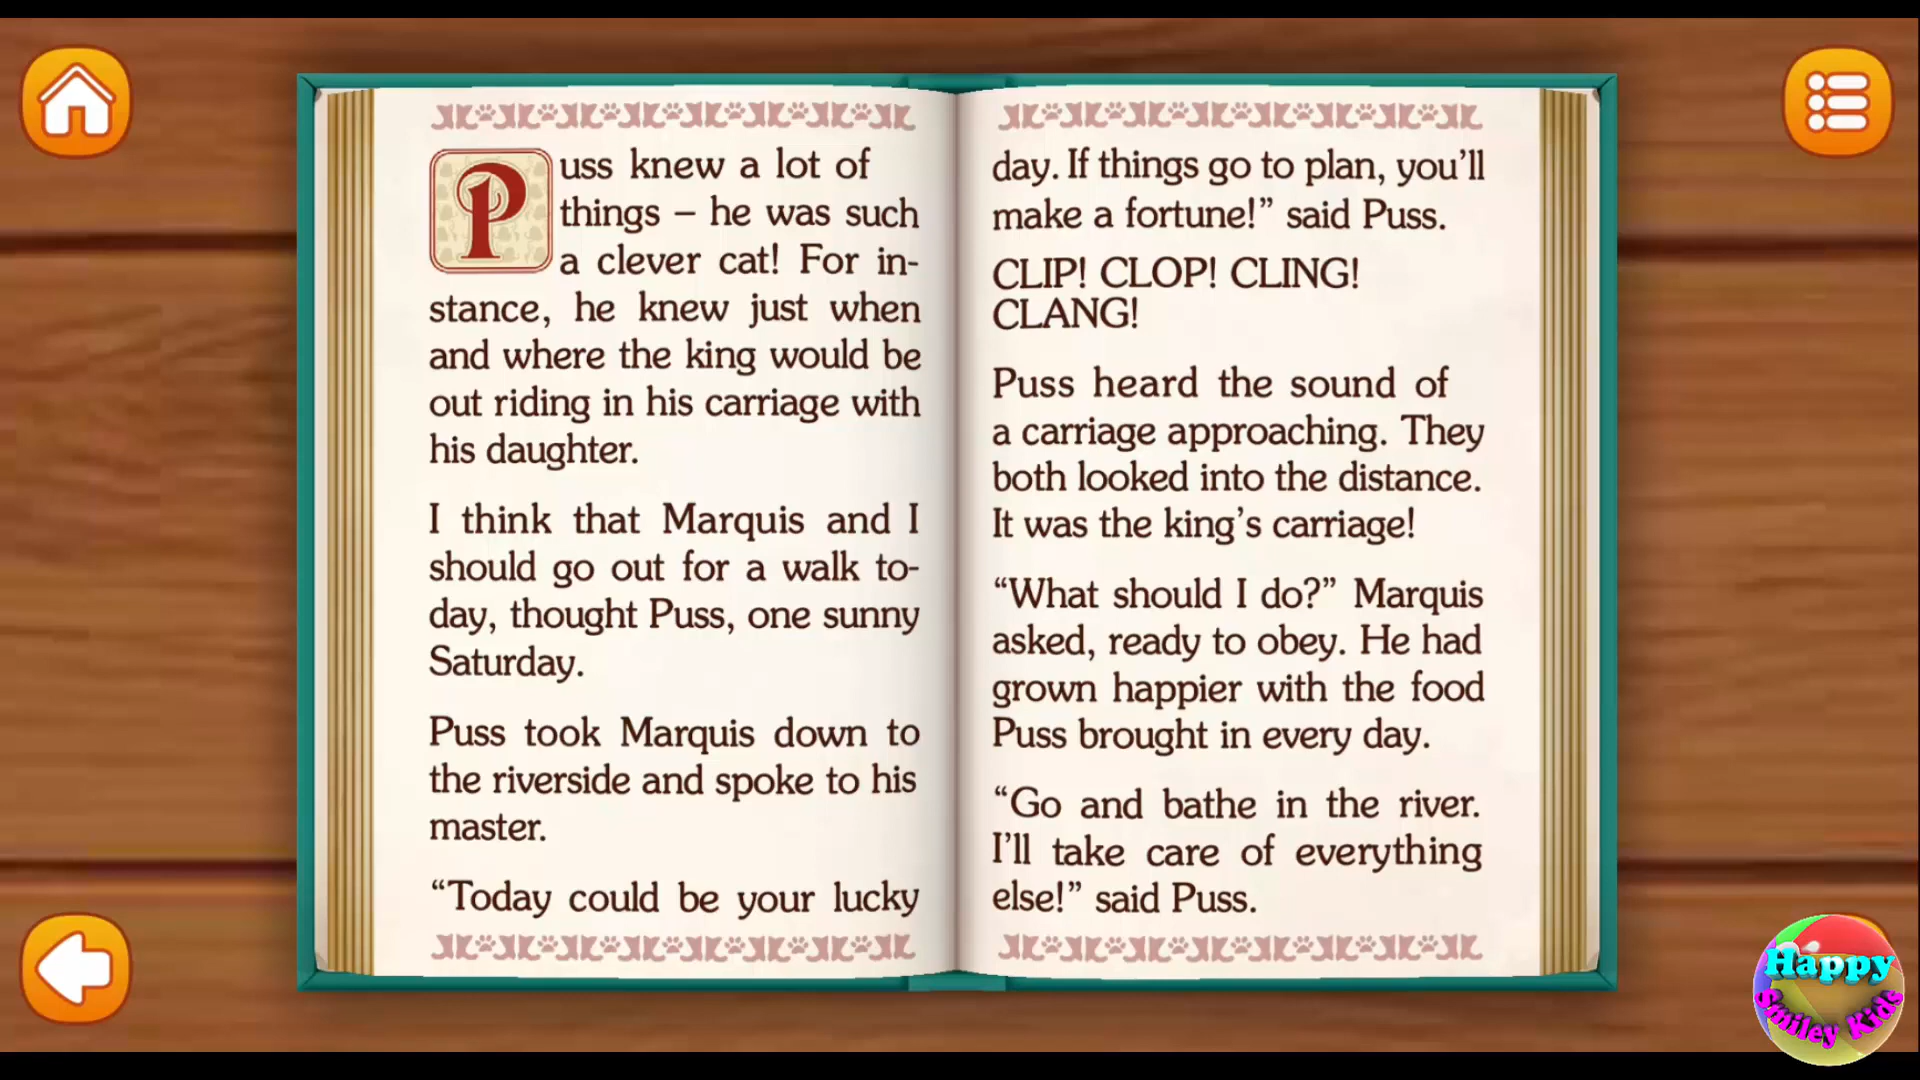 Puss knew a lot of
things – he was such
a clever cat! For in-
stance, he knew just when
and where the king would be
out riding in his carriage with
his daughter.
I think that Marquis and I
should go out for a walk to-
day, thought Puss, one sunny
Saturday.
Puss took Marquis down to
the riverside and spoke to his
master.
“Today could be your lucky
day. If things go to plan, you’ll
make a fortune!” said Puss.
CLIP! CLOP! CLING!
CLANG!
Puss heard the sound of
a carriage approaching. They
both looked into the distance.
It was the king’s carriage!
“What should I do?” Marquis
asked, ready to obey. He had
grown happier with the food
Puss brought in every day.
“Go and bathe in the river.
I’ll take care of everything
else!” said Puss.
Happy
Smiley Kids